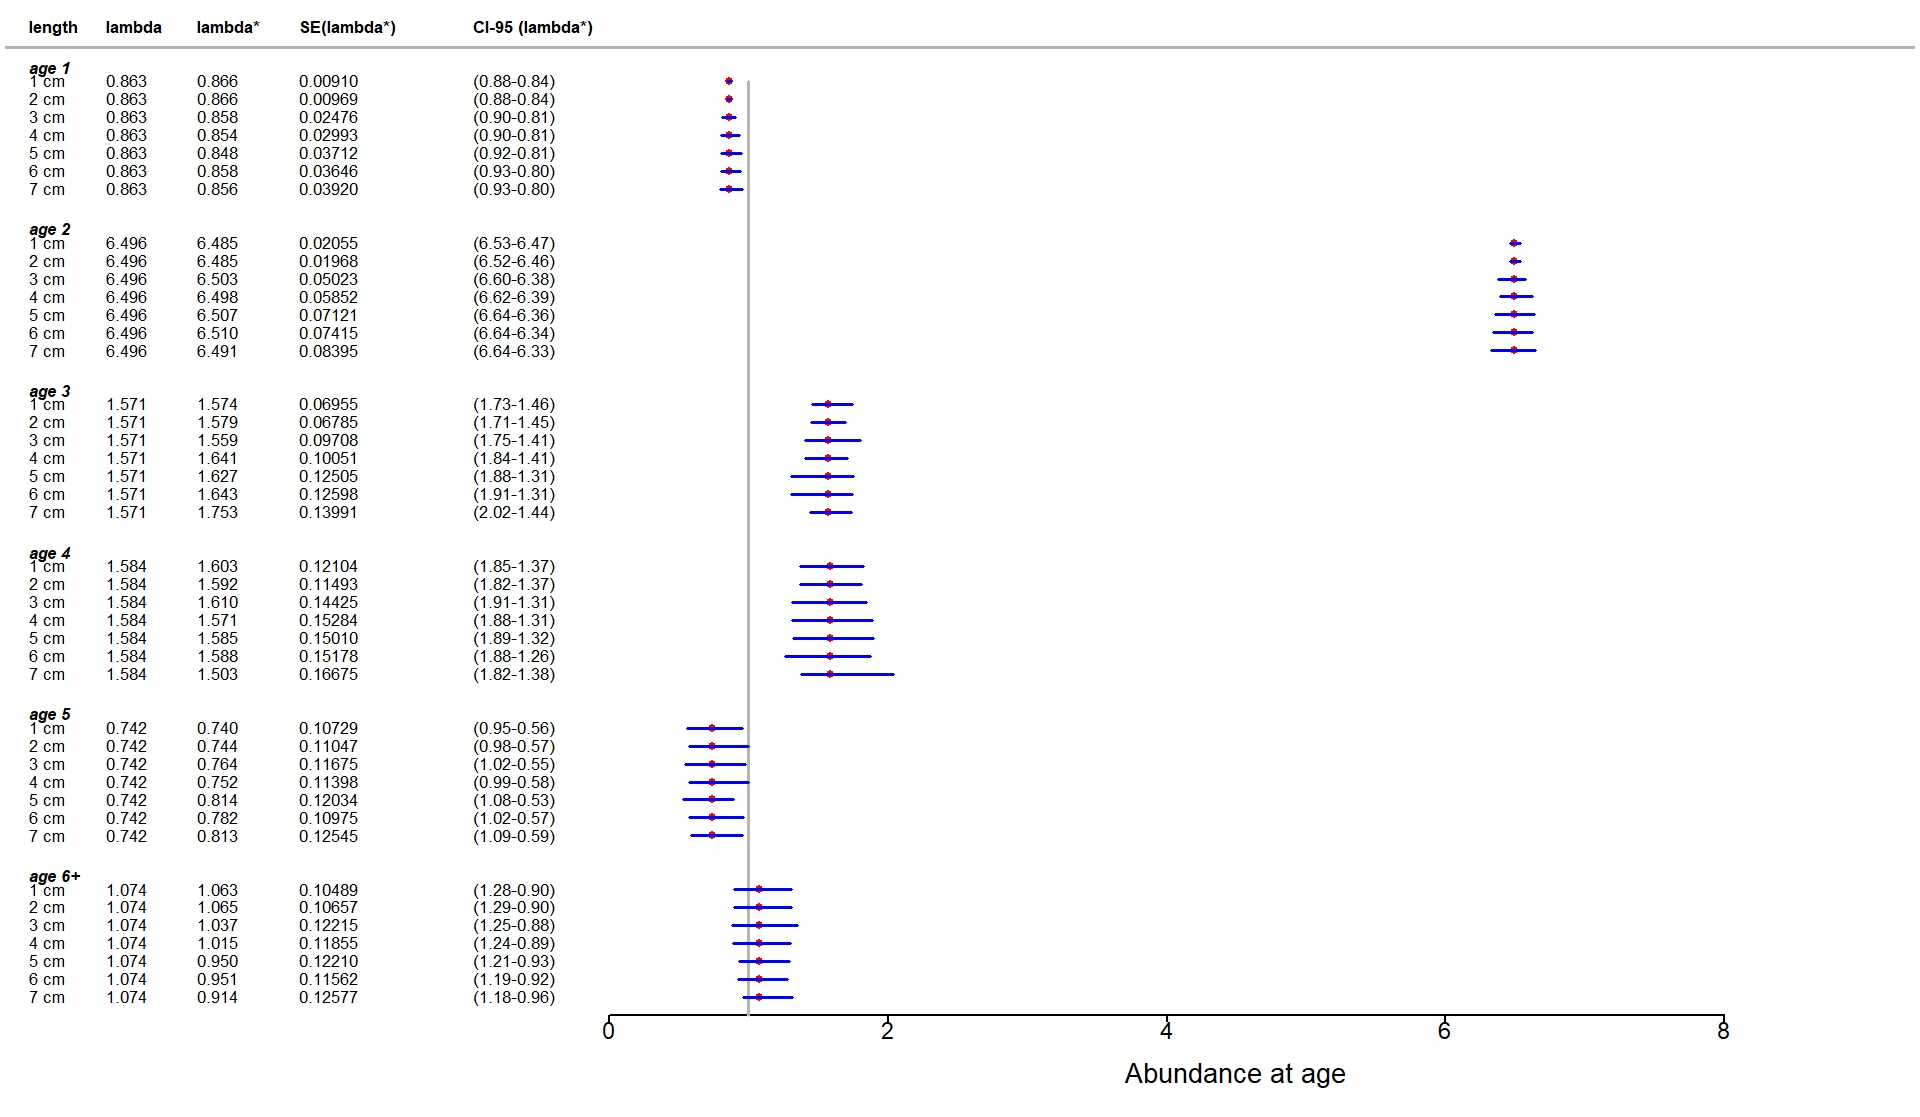 length lambda lambda* SE(lambda*) CI-95 (lambda*)
age 1
1 cm 0.863 0.866 0.00910 (0.88-0.84)
2 cm 0.863 0.866 0.00969 (0.88-0.84)
3 cm 0.863 0.858 0.02476 (0.90-0.81)
4 cm 0.863 0.854 0.02993 (0.90-0.81)
5 cm 0.863 0.848 0.03712 (0.92-0.81)
6 cm 0.863 0.858 0.03646 (0.93-0.80)
7 cm 0.863 0.856 0.03920 (0.93-0.80)
age 2
1 cm 6.496 6.485 0.02055 (6.53-6.47)
2 cm 6.496 6.485 0.01968 (6.52-6.46)
3 cm 6.496 6.503 0.05023 (6.60-6.38)
4 cm 6.496 6.498 0.05852 (6.62-6.39)
5 cm 6.496 6.507 0.07121 (6.64-6.36)
6 cm 6.496 6.510 0.07415 (6.64-6.34)
7 cm 6.496 6.491 0.08395 (6.64-6.33)
age 3
1 cm 1.571 1.574 0.06955 (1.73-1.46)
2 cm 1.571 1.579 0.06785 (1.71-1.45)
3 cm 1.571 1.559 0.09708 (1.75-1.41)
4 cm 1.571 1.641 0.10051 (1.84-1.41)
5 cm 1.571 1.627 0.12505 (1.88-1.31)
6 cm 1.571 1.643 0.12598 (1.91-1.31)
7 cm 1.571 1.753 0.13991 (2.02-1.44)
age 4
1 cm 1.584 1.603 0.12104 (1.85-1.37)
2 cm 1.584 1.592 0.11493 (1.82-1.37)
3 cm 1.584 1.610 0.14425 (1.91-1.31)
4 cm 1.584 1.571 0.15284 (1.88-1.31)
5 cm 1.584 1.585 0.15010 (1.89-1.32)
6 cm 1.584 1.588 0.15178 (1.88-1.26)
7 cm 1.584 1.503 0.16675 (1.82-1.38)
age 5
1 cm 0.742 0.740 0.10729 (0.95-0.56)
2 cm 0.742 0.744 0.11047 (0.98-0.57)
3 cm 0.742 0.764 0.11675 (1.02-0.55)
4 cm 0.742 0.752 0.11398 (0.99-0.58)
5 cm 0.742 0.814 0.12034 (1.08-0.53)
6 cm 0.742 0.782 0.10975 (1.02-0.57)
7 cm 0.742 0.813 0.12545 (1.09-0.59)
age 6+
1 cm 1.074 1.063 0.10489 (1.28-0.90)
2 cm 1.074 1.065 0.10657 (1.29-0.90)
3 cm 1.074 1.037 0.12215 (1.25-0.88)
4 cm 1.074 1.015 0.11855 (1.24-0.89)
5 cm 1.074 0.950 0.12210 (1.21-0.93)
6 cm 1.074 0.951 0.11562 (1.19-0.92)
7 cm 1.074 0.914 0.12577 (1.18-0.96)
0 2 4 6 8
Abundance at age